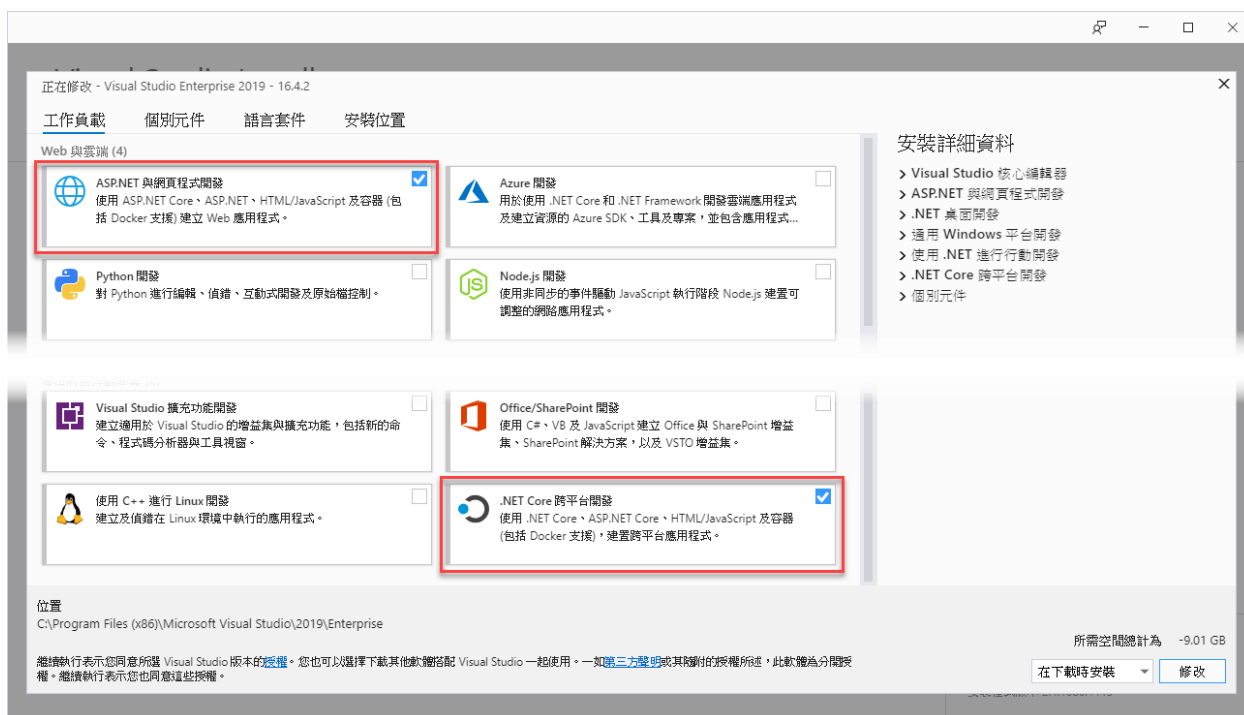 正在修改 - Visual Studio Enterprise 2019 - 16.4.2
工作負載 個別元件 語言套件 安裝位置
Web 與雲端 (4)
ASP.NET 與網頁程式開發
使用 ASP.NET Core、ASP.NET、HTML/JavaScript 及容器 (包
括 Docker 支援) 建立 Web 應用程式。
Azure 開發
用於使用 .NET Core 和 .NET Framework 開發雲端應用程式
及建立資源的 Azure SDK、工具及專案，並包含應用程式...
Python 開發
對 Python 進行編輯、偵錯、互動式開發及原始檔控制。
Node.js 開發
使用非同步的事件驅動 JavaScript 執行階段 Node.js 建置可
調整的網路應用程式。
Visual Studio 擴充功能開發
建立適用於 Visual Studio 的增益集與擴充功能，包括新的命
令、程式碼分析器與工具視窗。
Office/SharePoint 開發
使用 C#、VB 及 JavaScript 建立 Office 與 SharePoint 增益
集、SharePoint 解決方案，以及 VSTO 增益集。
使用 C++ 進行 Linux 開發
建立及偵錯在 Linux 環境中執行的應用程式。
.NET Core 跨平台開發
使用 .NET Core、ASP.NET Core、HTML/JavaScript 及容器
(包括 Docker 支援)，建置跨平台應用程式。
安裝詳細資料
Visual Studio 核心編輯器
ASP.NET 與網頁程式開發
.NET 桌面開發
通用 Windows 平台開發
使用 .NET 進行行動開發
.NET Core 跨平台開發
個別元件
位置
C:\Program Files (x86)\Microsoft Visual Studio\2019\Enterprise
繼續執行表示您同意所選 Visual Studio 版本的授權。您也可以選擇下載其他軟體搭配 Visual Studio 一起使用。一如第三方聲明或其隨附的授權所述，此軟體為分開授
權。繼續執行表示您也同意這些授權。
所需空間總計為 -9.01 GB
在下載時安裝 修改